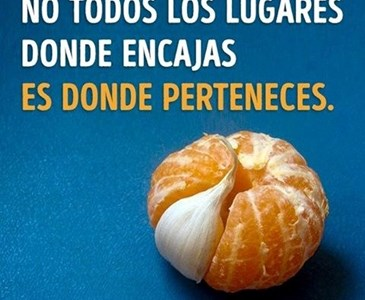 NO TODOS LOS LUGARES
DONDE ENCAJAS
ES DONDE PERTENECES.